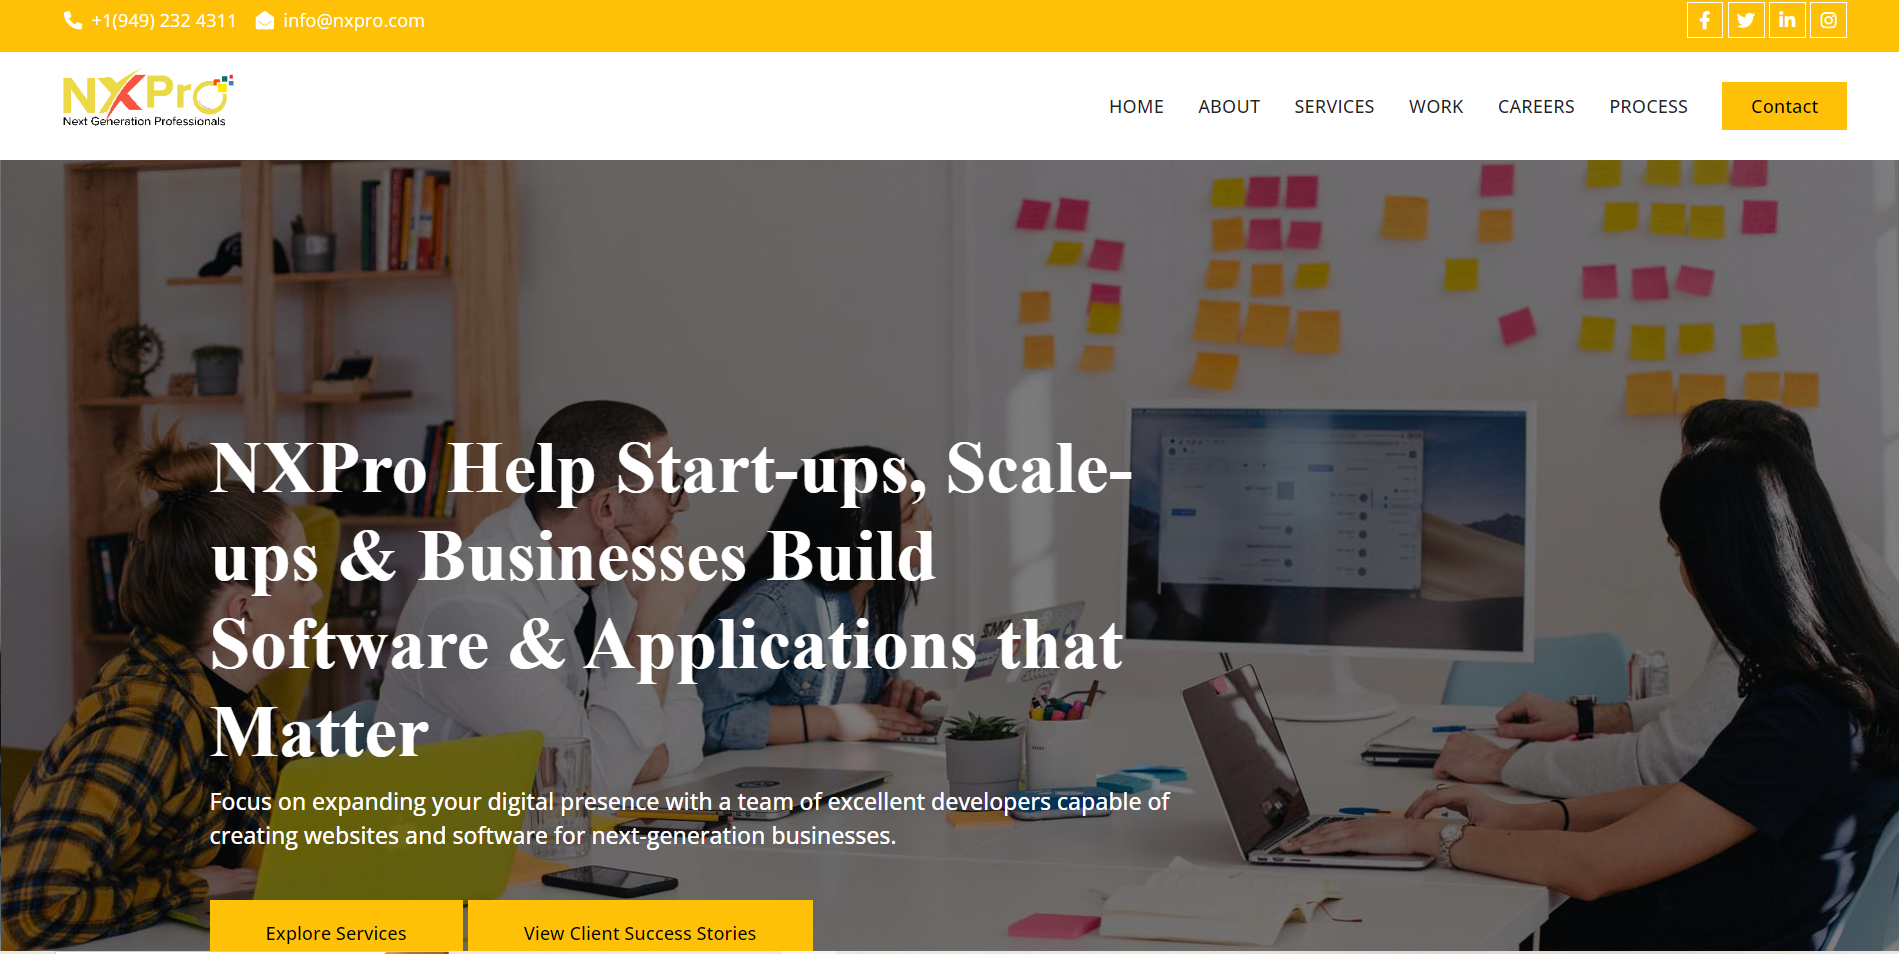 +1(949) 232 4311 info@nxpro.com
NXPro
Next Generation Professionals
HOME ABOUT SERVICES WORK CAREERS PROCESS Contact
NXPro Help Start-ups, Scale-
ups & Businesses Build
Software & Applications that
Matter
Focus on expanding your digital presence with a team of excellent developers capable of
creating websites and software for next-generation businesses.
Explore Services View Client Success Stories